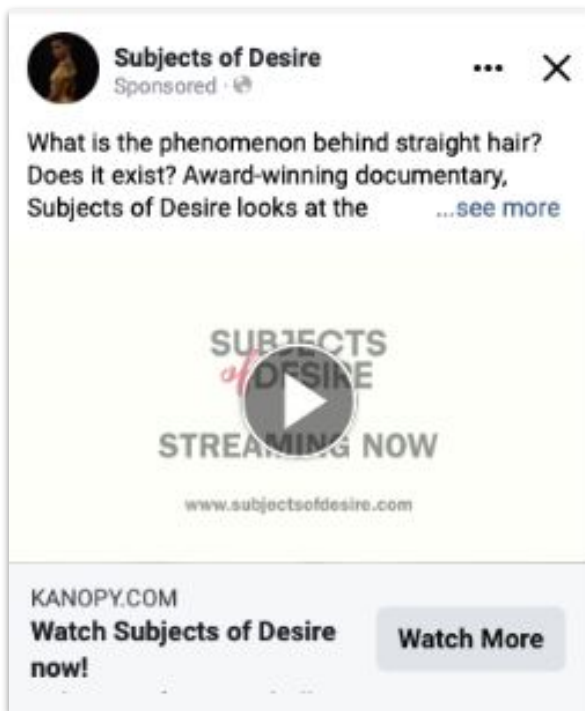 Subjects of Desire
Sponsored ·
What is the phenomenon behind straight hair?
Does it exist? Award-winning documentary,
Subjects of Desire looks at the ...see more
SUBJECTS
of DESIRE
STREAMING NOW
www.subjectsofdesire.com
KANOPY.COM
Watch Subjects of Desire
now!
Watch More